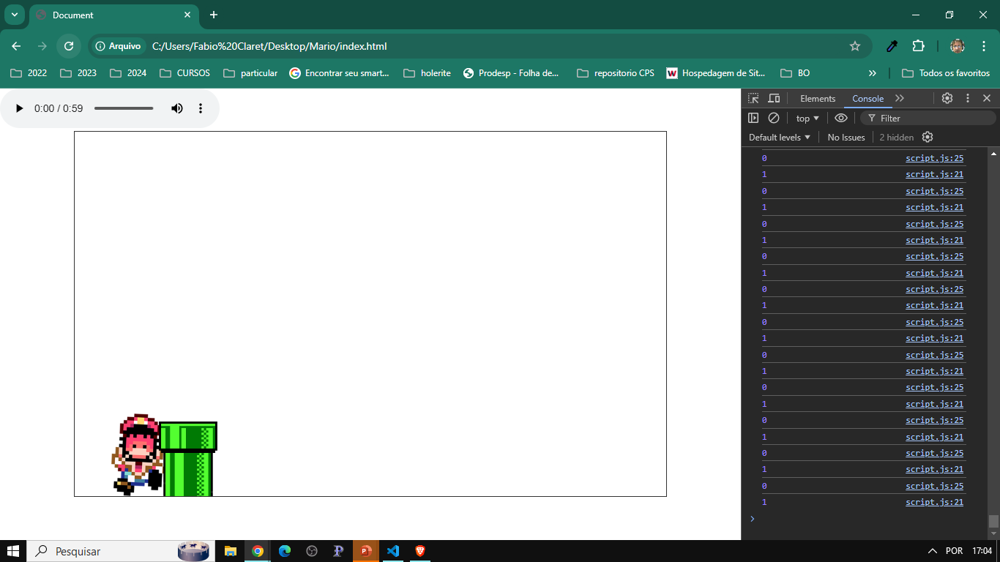 Document
Arquivo C:/Users/Fabio%20Claret/Desktop/Mario/index.html
2022 2023 2024 CURSOS particular Encontrar seu smart... holerite Prodesp - Folha de... repositorio CPS Hospedagem de Sit... BO » Todos os favoritos
0:00 / 0:59
Elements Console
top Filter
Default levels No Issues 2 hidden
0 script.js:25
1 script.js:21
0 script.js:25
1 script.js:21
0 script.js:25
1 script.js:21
0 script.js:25
1 script.js:21
0 script.js:25
1 script.js:21
0 script.js:25
1 script.js:21
0 script.js:25
1 script.js:21
0 script.js:25
1 script.js:21
0 script.js:25
1 script.js:21
0 script.js:25
1 script.js:21
0 script.js:25
1 script.js:21
Pesquisar
POR 17:04